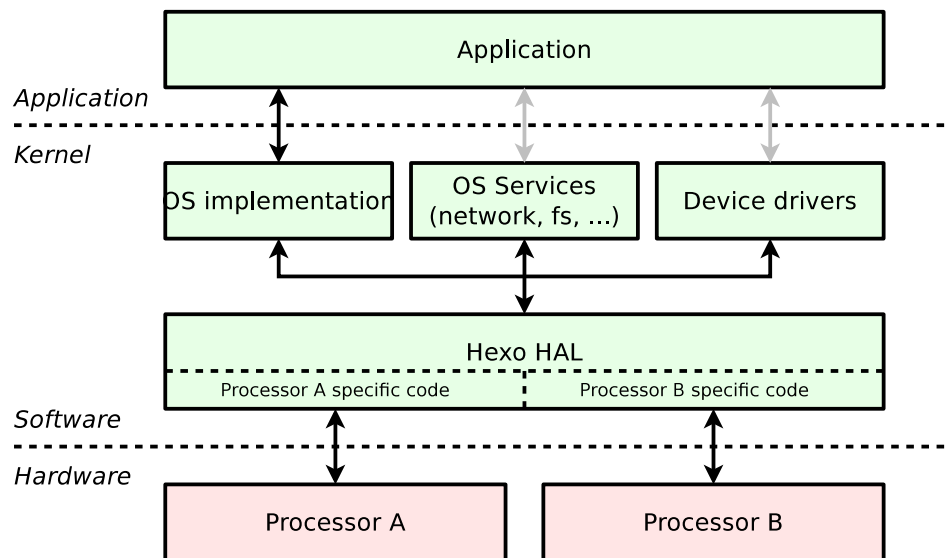 Application
Application
Kernel
OS implementation
OS Services
(network, fs, ...)
Device drivers
Hexo HAL
Processor A specific code
Processor B specific code
Software
Hardware
Processor A
Processor B